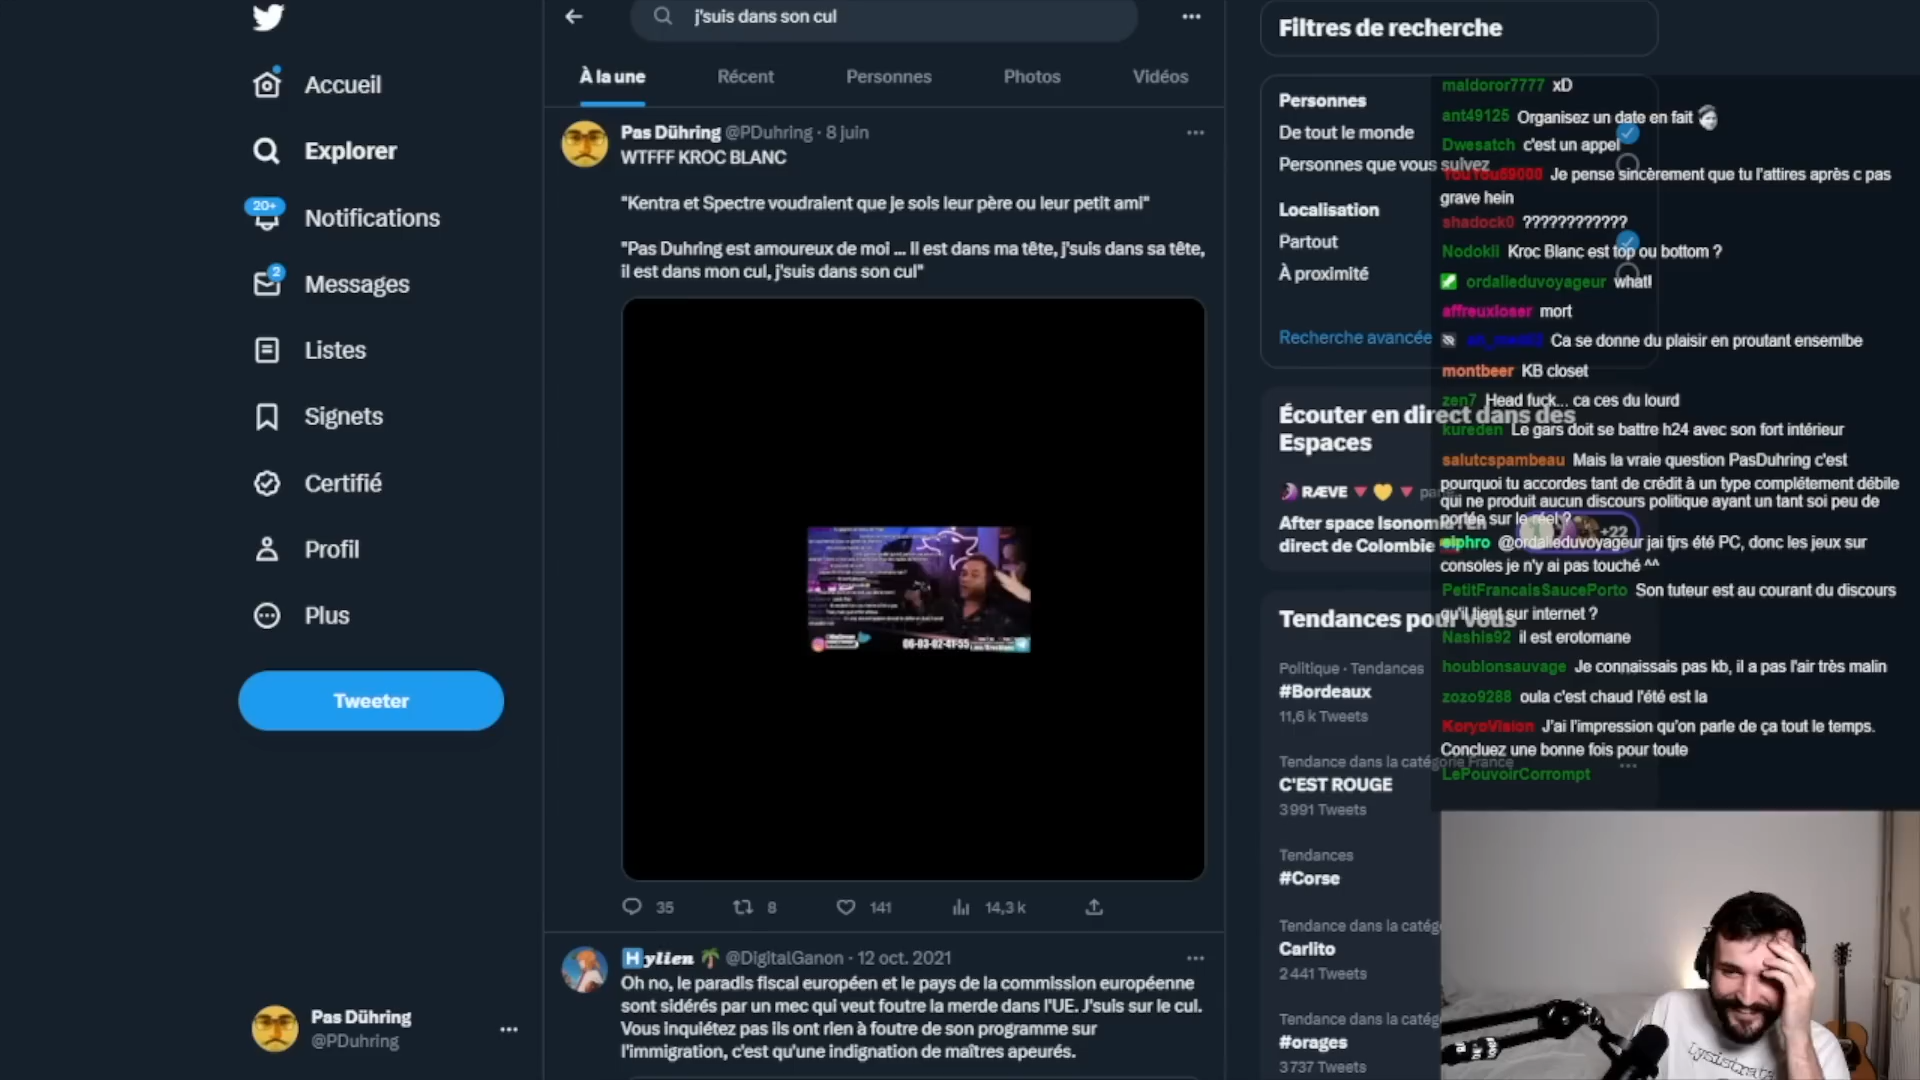 j'suis dans son cul
À la une
Récent
Personnes
Photos
Vidéos
Accueil
Explorer
20+
Notifications
2
Messages
Listes
Signets
Certifié
Profil
Plus
Tweeter
Pas Dühring
@PDuhring
Pas Dühring @PDuhring · 8 juin
WTFFF KROC BLANC
"Kentra et Spectre voudraient que je sois leur père ou leur petit ami"
"Pas Duhring est amoureux de moi ... Il est dans ma tête, j'suis dans sa tête,
il est dans mon cul, j'suis dans son cul"
06-03-02-41-55
35
8
141
14,3 k
Hylien @DigitalGanon · 12 oct. 2021
Oh no, le paradis fiscal européen et le pays de la commission européenne
sont sidérés par un mec qui veut foutre la merde dans l'UE. J'suis sur le cul.
Vous inquiétez pas ils ont rien à foutre de son programme sur
l'immigration, c'est qu'une indignation de maîtres apeurés.
Filtres de recherche
Personnes
De tout le monde
Personnes que vous suivez
Localisation
Partout
À proximité
Recherche avancée
Écouter en direct dans des
Espaces
RÆVE
After space Isonomia
direct de Colombie
+22
Tendances pour vous
Politique · Tendances
#Bordeaux
11,6 k Tweets
Tendance dans la catégorie France
C'EST ROUGE
3 991 Tweets
Tendances
#Corse
Tendance dans la catég
Carlito
2 441 Tweets
Tendance dans la catég
#orages
3 737 Tweets
maldoror7777 xD
ant49125 Organisez un date en fait
Dwesatch c'est un appel
YouYou69000 Je pense sincèrement que tu l'attires après c pas
grave hein
shadock0 ????????????
Nodokii Kroc Blanc est top ou bottom ?
ordalieduvoyageur what!
affreuxloser mort
Ca se donne du plaisir en proutant ensemlbe
montbeer KB closet
zen7 Head fuck... ca ces du lourd
kureden Le gars doit se battre h24 avec son fort intérieur
salutcspambeau Mais la vraie question PasDuhring c'est
pourquoi tu accordes tant de crédit à un type complétement débile
qui ne produit aucun discours politique ayant un tant soi peu de
portée sur le réel ?
elphro @ordalieduvoyageur jai tjrs été PC, donc les jeux sur
consoles je n'y ai pas touché ^^
PetitFrancaisSaucePorto Son tuteur est au courant du discours
qu'il tient sur internet ?
Nashis92 il est erotomane
houblonsauvage Je connaissais pas kb, il a pas l'air très malin
zozo9288 oula c'est chaud l'été est la
KoryoVision J'ai l'impression qu'on parle de ça tout le temps.
Concluez une bonne fois pour toute
LePouvoirCorrompt